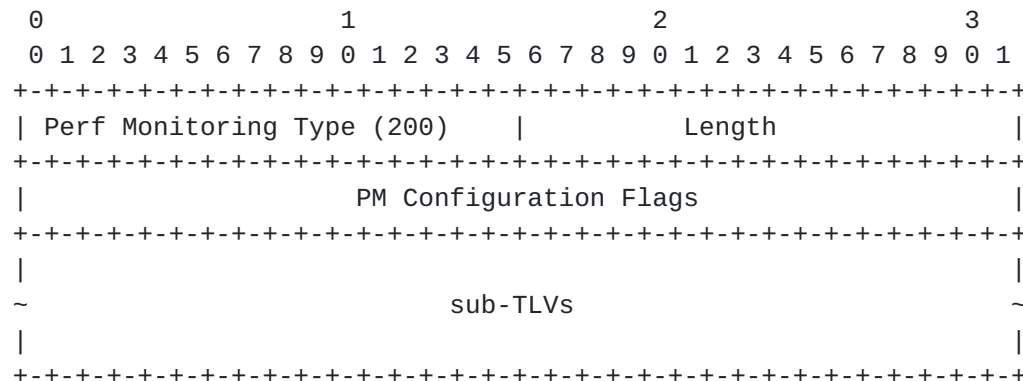 0                   1                   2                   3
 0 1 2 3 4 5 6 7 8 9 0 1 2 3 4 5 6 7 8 9 0 1 2 3 4 5 6 7 8 9 0 1
+-+-+-+-+-+-+-+-+-+-+-+-+-+-+-+-+-+-+-+-+-+-+-+-+-+-+-+-+-+-+-+-+
| Perf Monitoring Type (200)    |          Length               |
+-+-+-+-+-+-+-+-+-+-+-+-+-+-+-+-+-+-+-+-+-+-+-+-+-+-+-+-+-+-+-+-+
|                     PM Configuration Flags                    |
+-+-+-+-+-+-+-+-+-+-+-+-+-+-+-+-+-+-+-+-+-+-+-+-+-+-+-+-+-+-+-+-+
|                                                               |
~                           sub-TLVs                            ~
|                                                               |
+-+-+-+-+-+-+-+-+-+-+-+-+-+-+-+-+-+-+-+-+-+-+-+-+-+-+-+-+-+-+-+-+